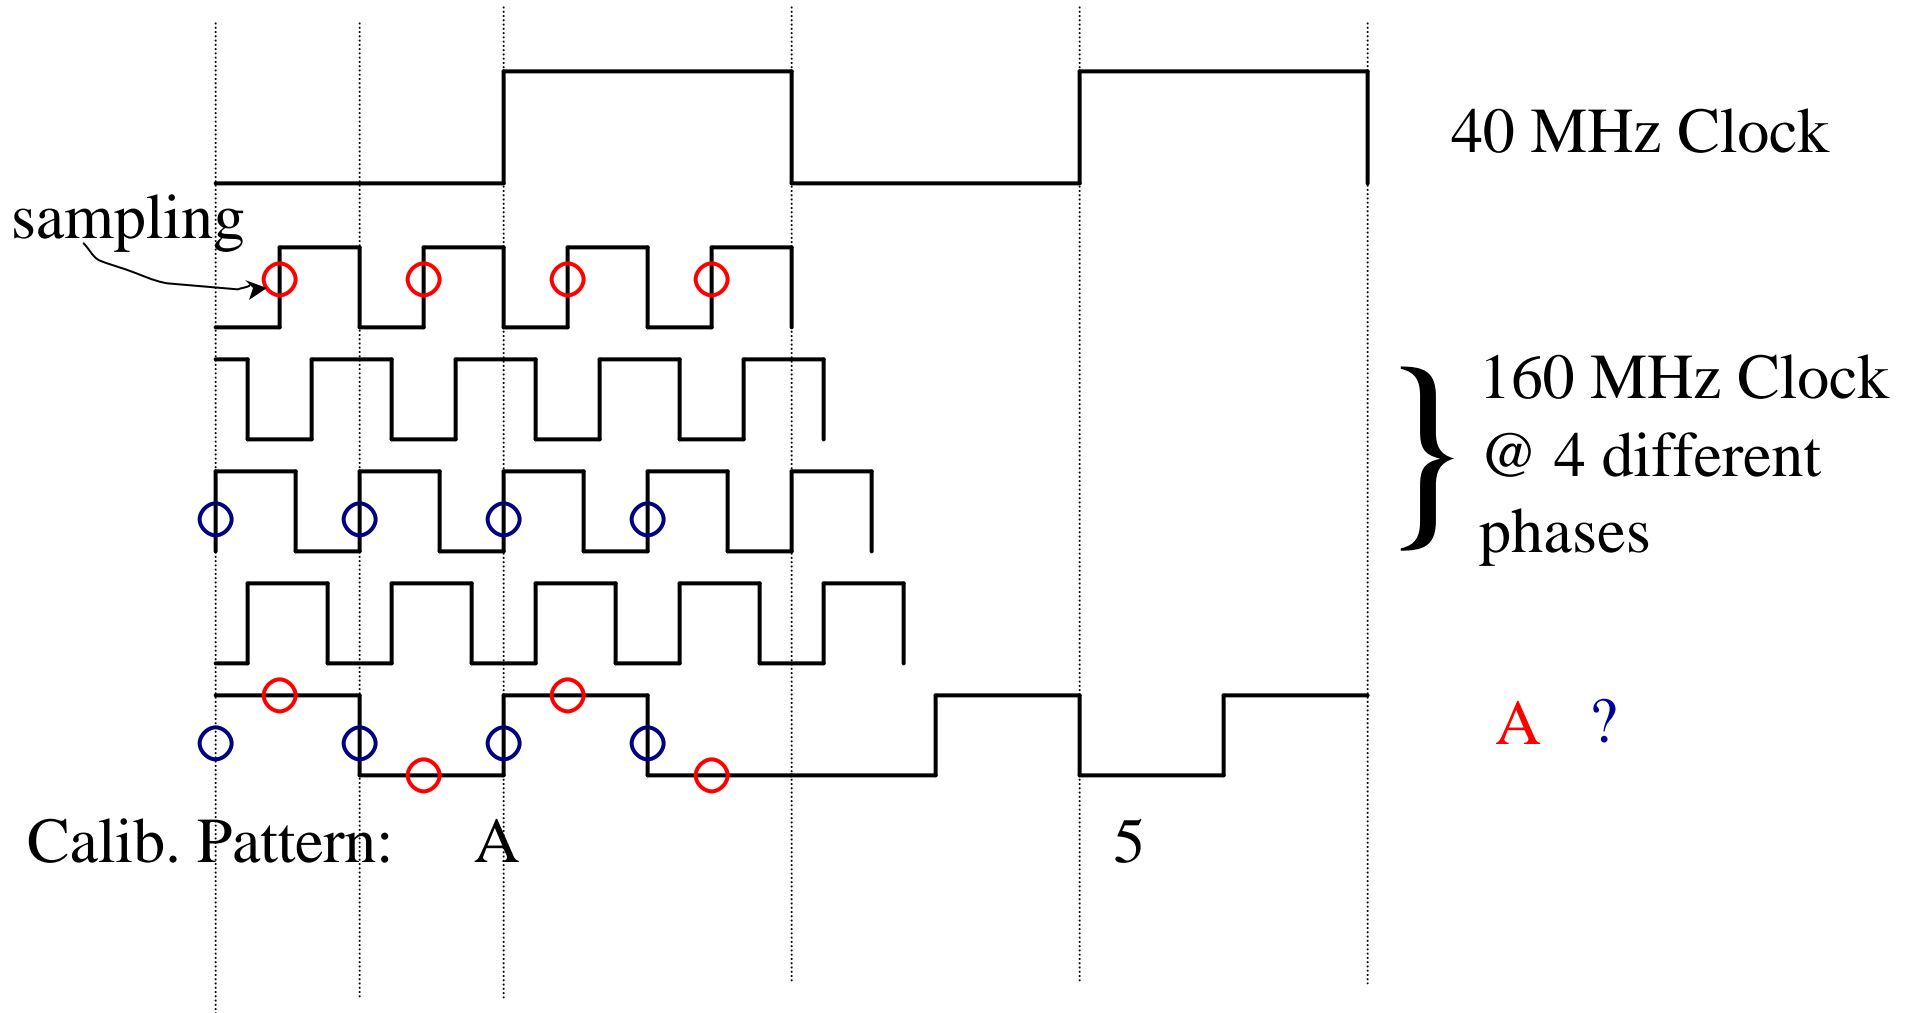 40 MHz Clock
sampling
160 MHz Clock
@ 4 different
phases
A ?
Calib. Pattern: A 5